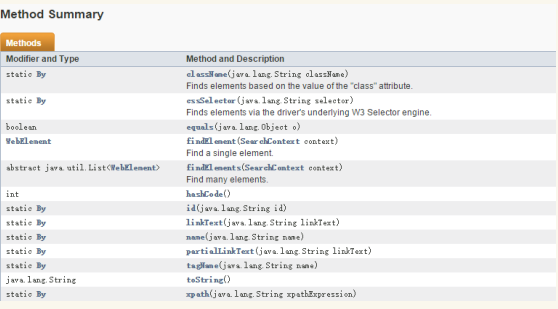 Method Summary
Methods
Modifier and Type Method and Description
static By className(java.lang.String className)
Finds elements based on the value of the "class" attribute.
static By cssSelector(java.lang.String selector)
Finds elements via the driver's underlying W3 Selector engine.
boolean equals(java.lang.Object o)
WebElement findElement(SearchContext context)
Find a single element.
abstract java.util.List<WebElement> findElements(SearchContext context)
Find many elements.
int hashCode()
static By id(java.lang.String id)
static By linkText(java.lang.String linkText)
static By name(java.lang.String name)
static By partialLinkText(java.lang.String linkText)
static By tagName(java.lang.String name)
java.lang.String toString()
static By xpath(java.lang.String xpathExpression)